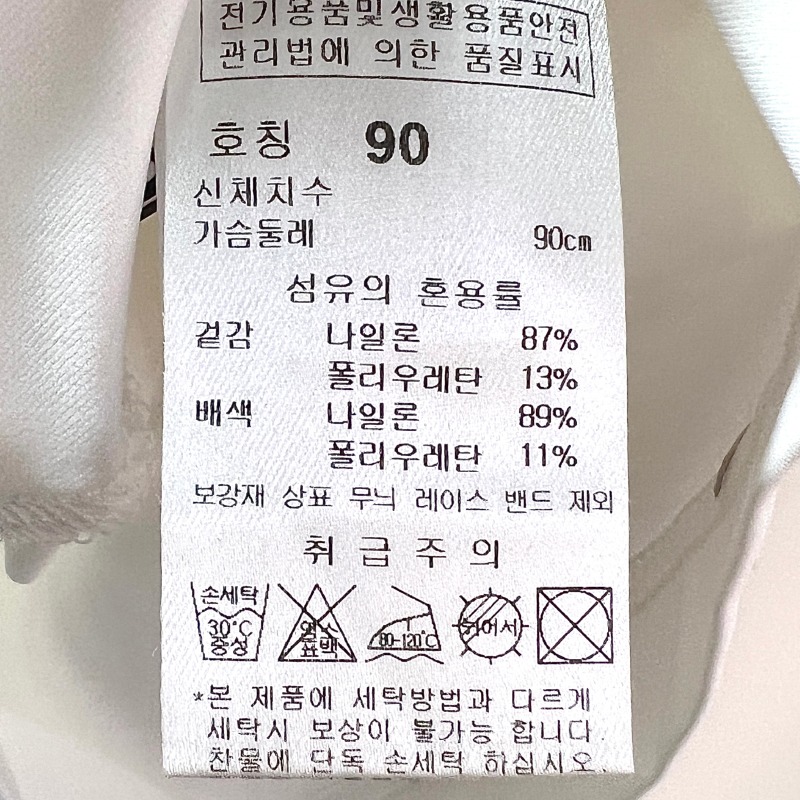 전기용품및생활용품안전
관리법에 의한 품질표시
호칭 90
신체치수
가슴둘레 90cm
섬유의 혼용률
겉감 나일론 87%
폴리우레탄 13%
배색 나일론 89%
폴리우레탄 11%
보강재 상표 무늬 레이스 밴드 제외
취급주의
손세탁 30℃ 중성
염소 표백
80-120℃
뉘어서
*본 제품에 세탁방법과 다르게
세탁시 보상이 불가능 합니다.
찬물에 단독 손세탁 하십시오.